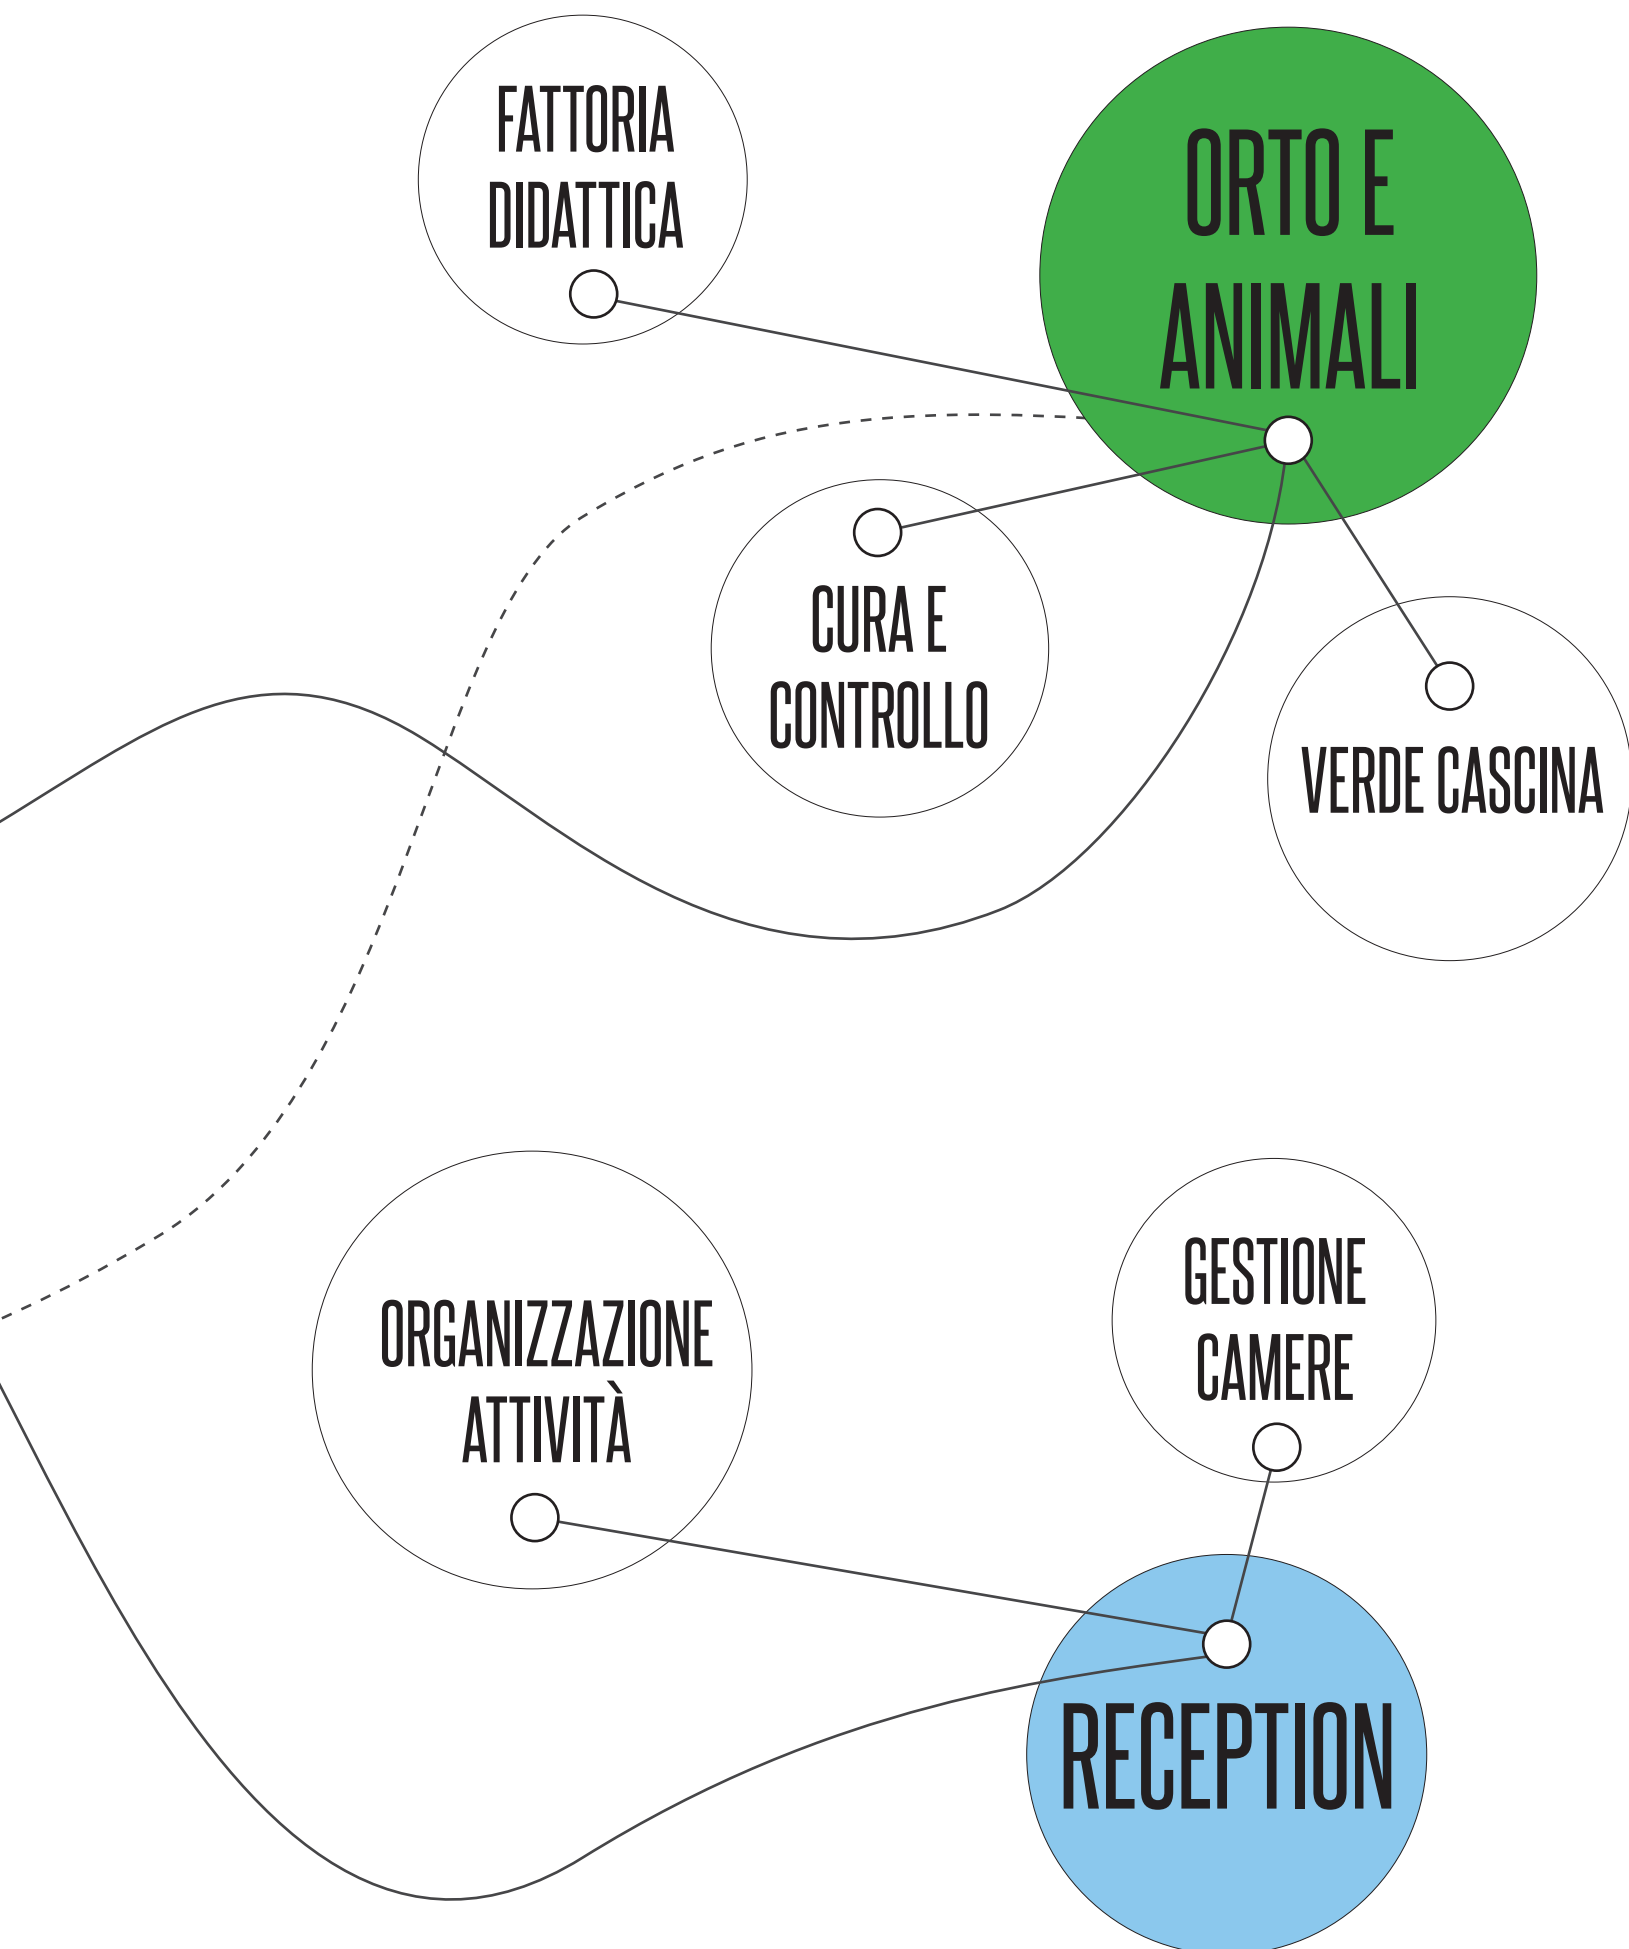 FATTORIA
DIDATTICA
ORTO E
ANIMALI
CURA E
CONTROLLO
VERDE CASCINA
ORGANIZZAZIONE
ATTIVITÀ
GESTIONE
CAMERE
RECEPTION